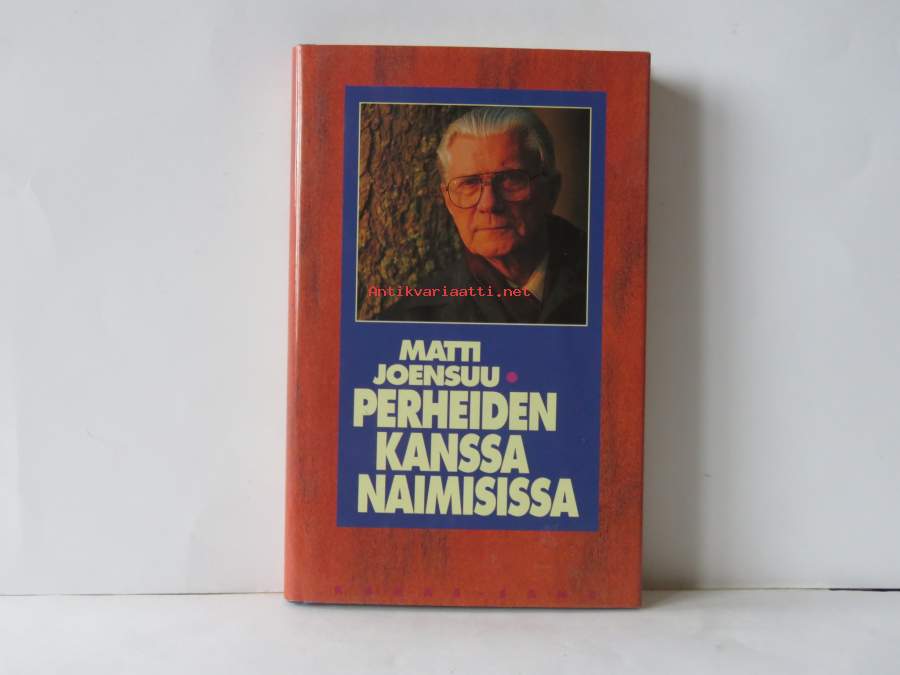 Antikvariaatti.net
MATTI
JOENSUU •
PERHEIDEN
KANSSA
NAIMISISSA